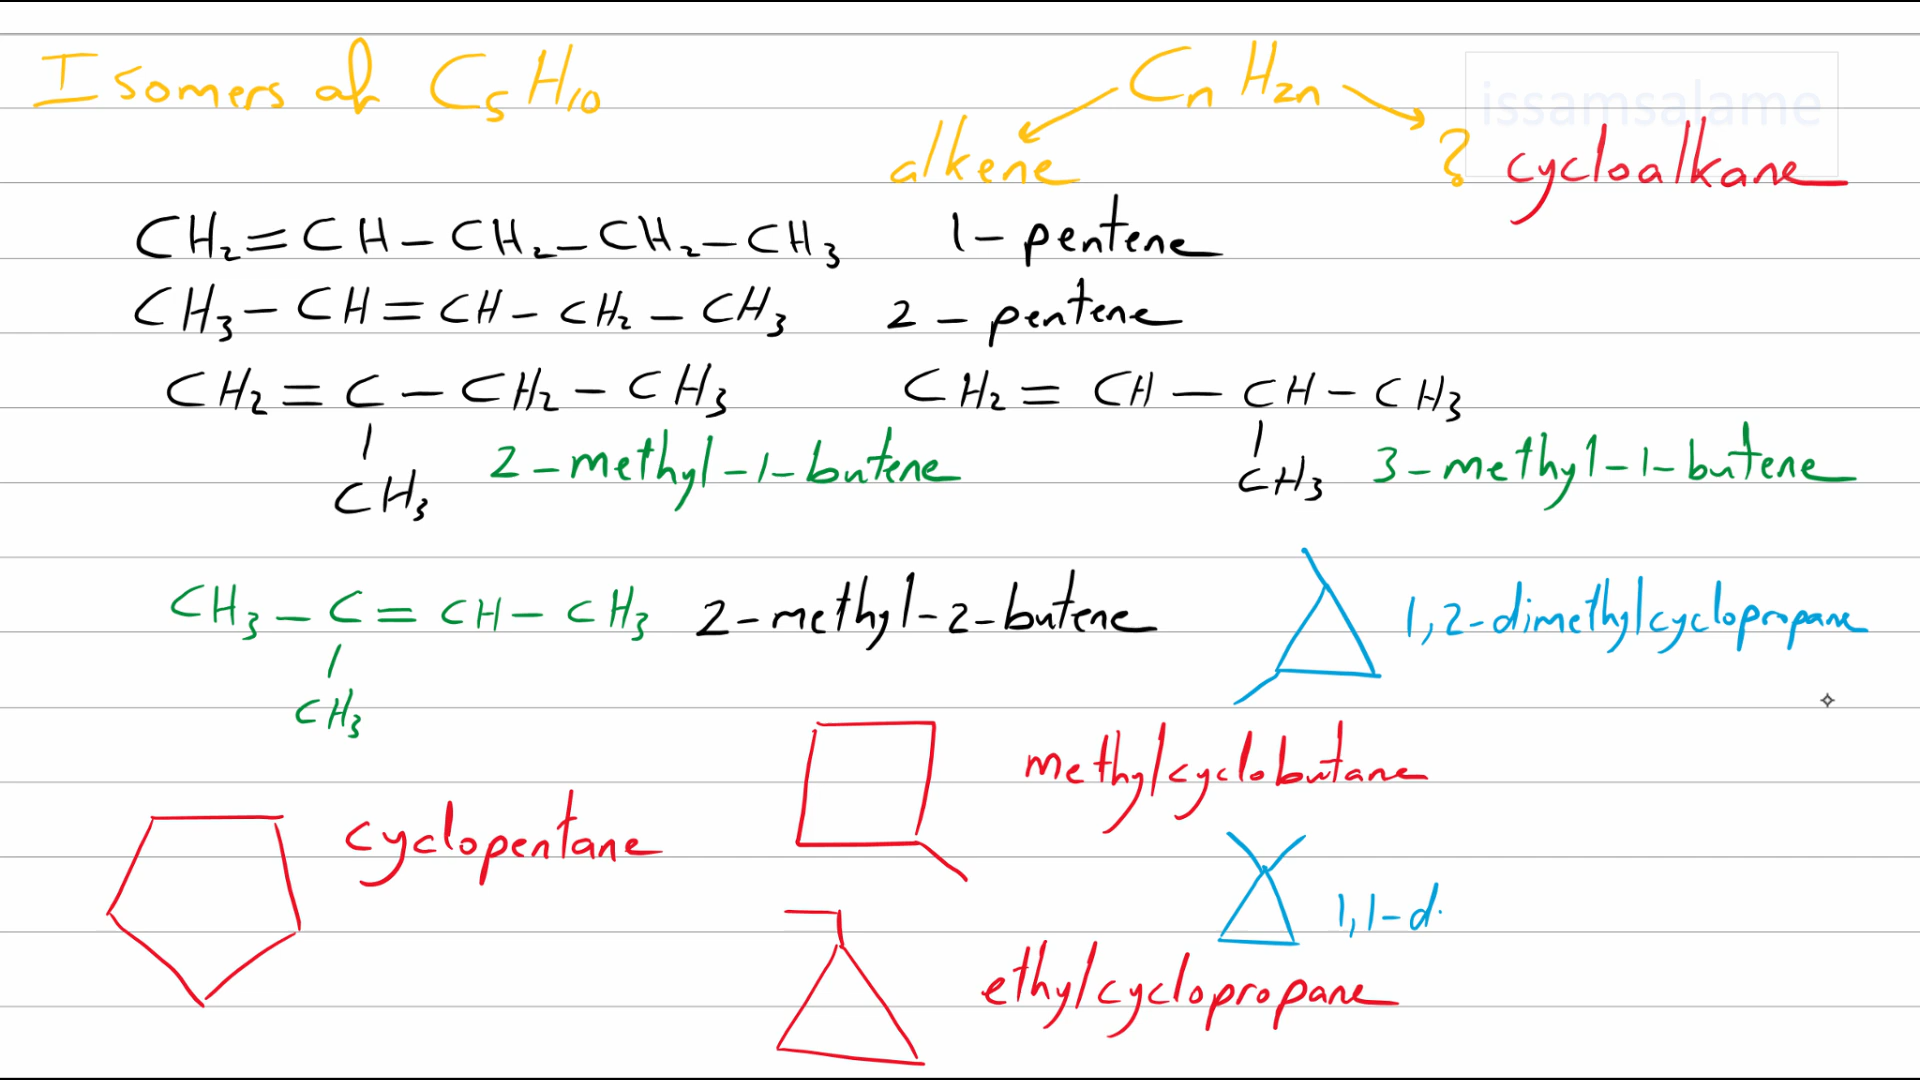 Isomers of C5H10
CnH2n
issamsalame
alkene
? cycloalkane
CH2=CH-CH2-CH2-CH3 1-pentene
CH3-CH=CH-CH2-CH3 2-pentene
CH2=C-CH2-CH3
CH3
2-methyl-1-butene
CH2=CH-CH-CH3
CH3
3-methyl-1-butene
CH3-C=CH-CH3
CH3
2-methyl-2-butene
1,2-dimethylcyclopropane
methylcyclobutane
cyclopentane
1,1-d
ethylcyclopropane